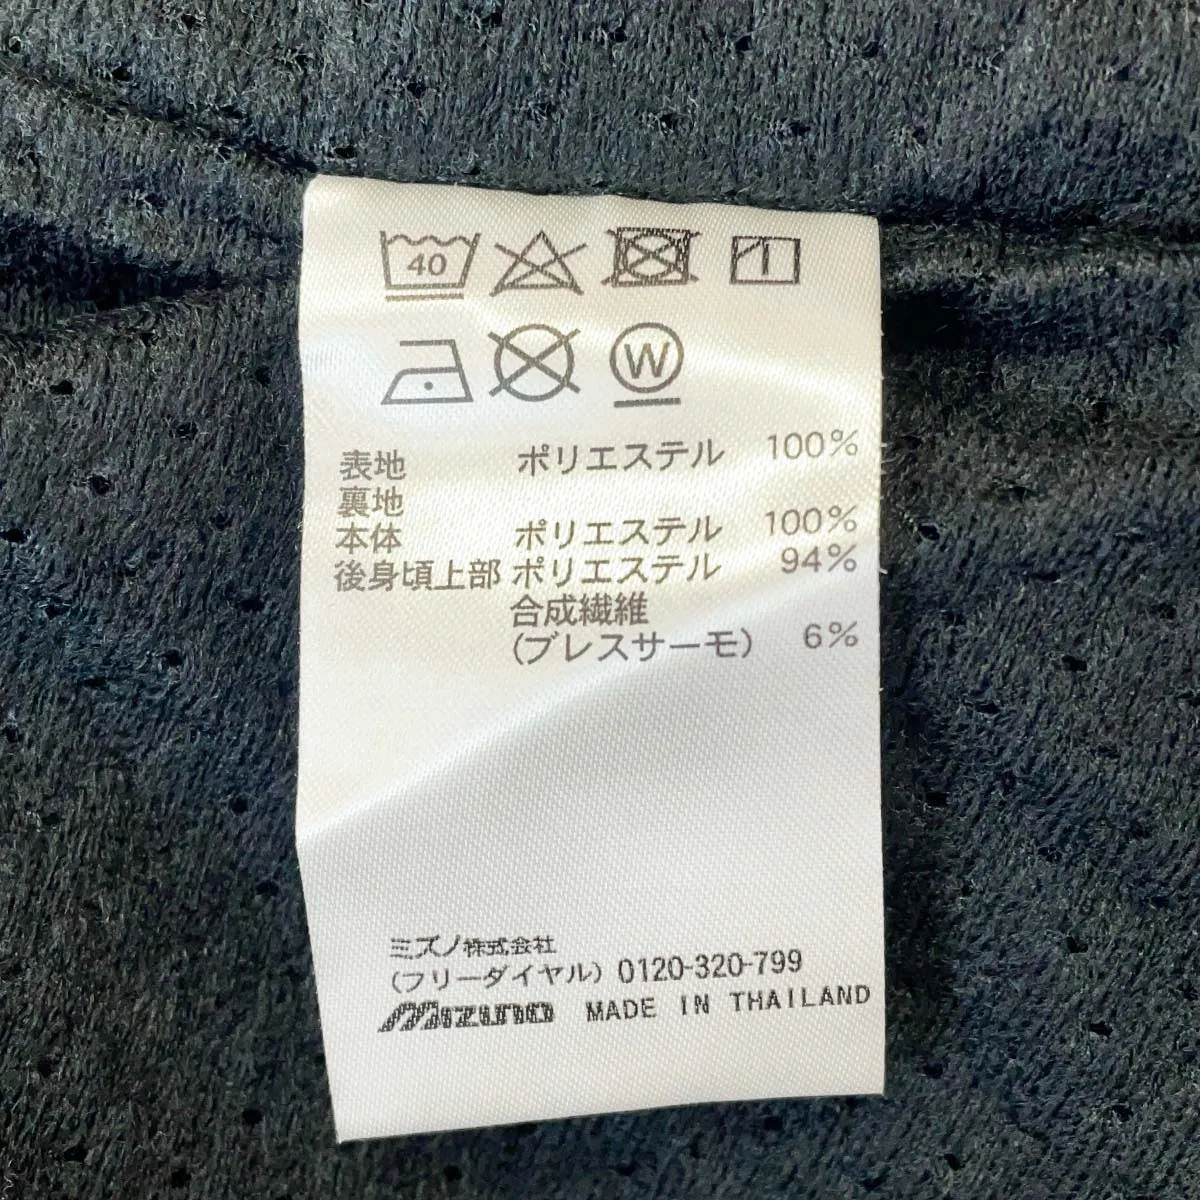 40
W
表地 ポリエステル 100%
裏地
本体 ポリエステル 100%
後身頃上部 ポリエステル 94%
合成繊維
(ブレスサーモ) 6%
ミズノ株式会社
(フリーダイヤル) 0120-320-799
Mizuno MADE IN THAILAND